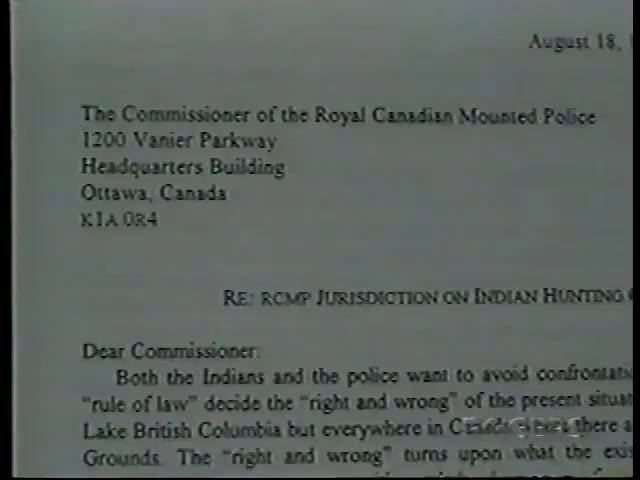 August 18,
The Commissioner of the Royal Canadian Mounted Police
1200 Vanier Parkway
Headquarters Building
Ottawa, Canada
K1A 0R4
RE: RCMP JURISDICTION ON INDIAN HUNTING
Dear Commissioner:
Both the Indians and the police want to avoid confrontati
"rule of law" decide the "right and wrong" of the present situat
Lake British Columbia but everywhere in there a
Grounds. The "right and wrong" turns upon what the exis